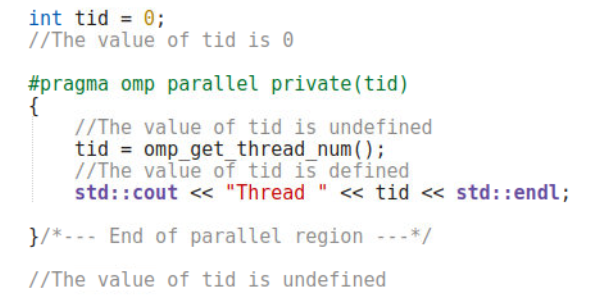 int tid = 0;
//The value of tid is 0
#pragma omp parallel private(tid)
{
//The value of tid is undefined
tid = omp_get_thread_num();
//The value of tid is defined
std::cout << "Thread " << tid << std::endl;
}/*--- End of parallel region ---*/
//The value of tid is undefined